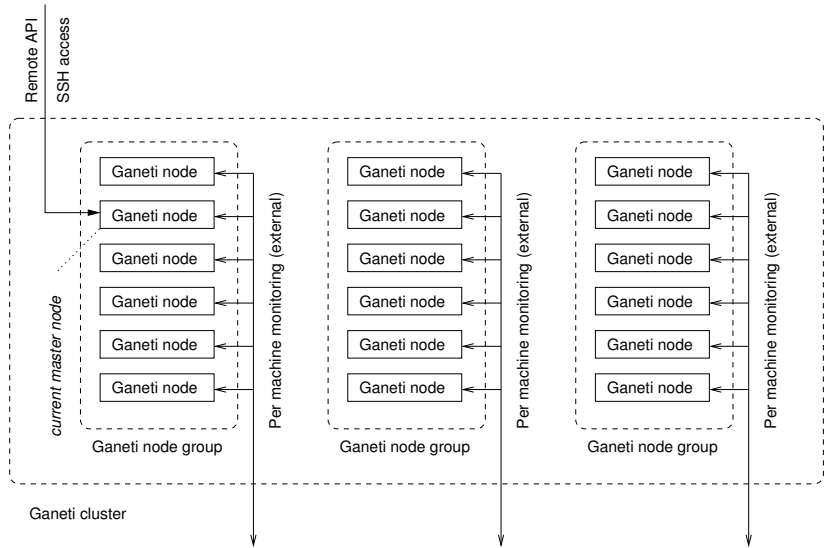 Remote API
SSH access
Ganeti node
Ganeti node
Ganeti node
Ganeti node
Ganeti node
Ganeti node
current master node
Per machine monitoring (external)
Ganeti node group
Ganeti node
Ganeti node
Ganeti node
Ganeti node
Ganeti node
Ganeti node
Per machine monitoring (external)
Ganeti node group
Ganeti node
Ganeti node
Ganeti node
Ganeti node
Ganeti node
Ganeti node
Per machine monitoring (external)
Ganeti node group
Ganeti cluster